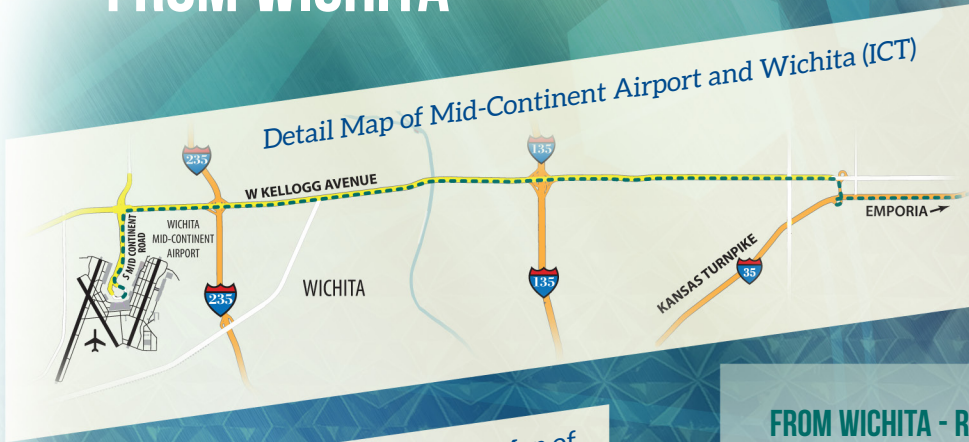 FROM WICHITA
Detail Map of Mid-Continent Airport and Wichita (ICT)
235
135
W KELLOGG AVENUE
S MID CONTINENT
ROAD
WICHITA
MID-CONTINENT
AIRPORT
EMPORIA
KANSAS TURNPIKE
35
235
WICHITA
135
of
FROM WICHITA - R